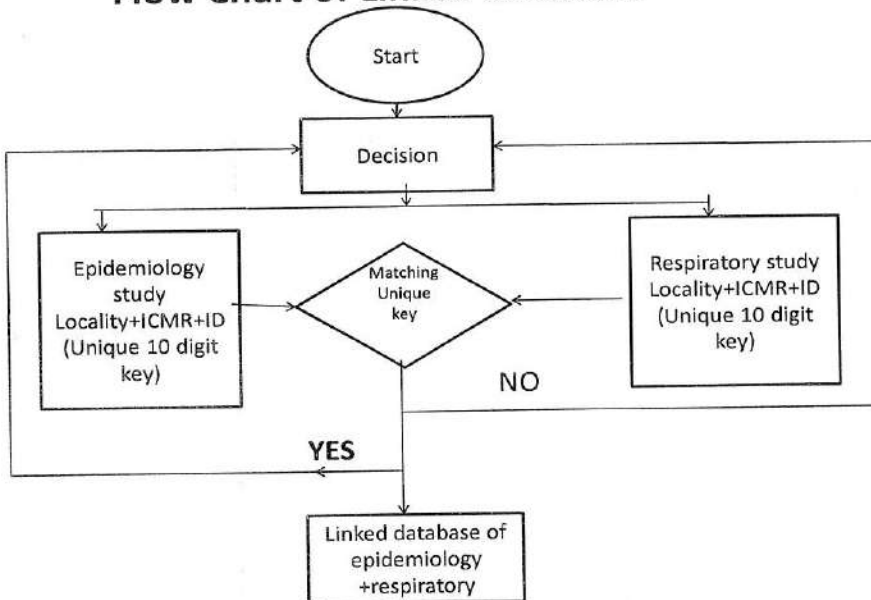 Start
Decision
Epidemiology
study
Locality+ICMR+ID
(Unique 10 digit
key)
Matching
Unique
key
Respiratory study
Locality+ICMR+ID
(Unique 10 digit
key)
NO
YES
Linked database of
epidemiology
+respiratory